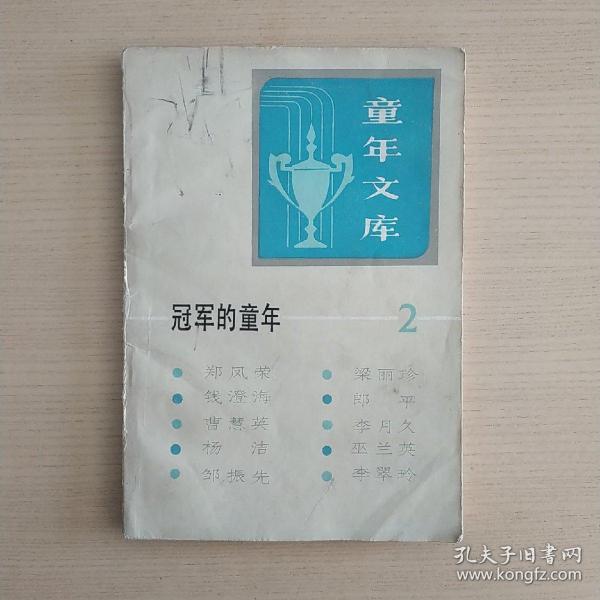 童年文库
冠军的童年 2
郑凤荣
钱澄海
曹慧英
杨洁
邹振先
梁丽珍
郎平
李月久
巫兰英
李翠玲
孔夫子旧书网
www.kongfz.com